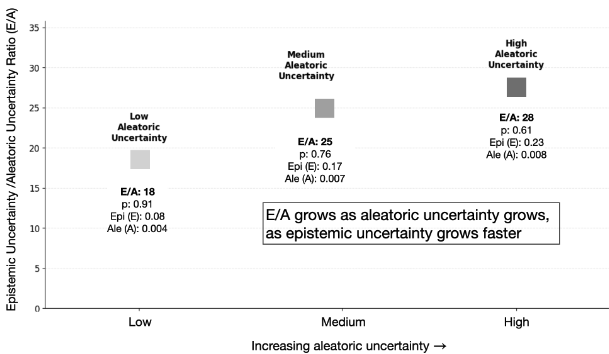 Epistemic Uncertainty /Aleatoric Uncertainty Ratio (E/A)
35
30
25
20
15
10
5
0
Low
Aleatoric
Uncertainty
E/A: 18
p: 0.91
Epi (E): 0.08
Ale (A): 0.004
Medium
Aleatoric
Uncertainty
E/A: 25
p: 0.76
Epi (E): 0.17
Ale (A): 0.007
High
Aleatoric
Uncertainty
E/A: 28
p: 0.61
Epi (E): 0.23
Ale (A): 0.008
E/A grows as aleatoric uncertainty grows,
as epistemic uncertainty grows faster
Low
Medium
High
Increasing aleatoric uncertainty →